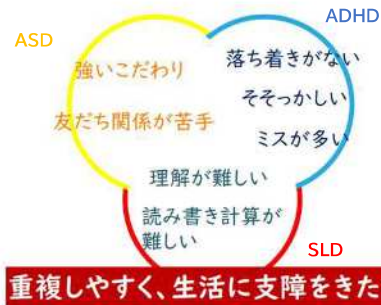 ASD
ADHD
強いこだわり
友だち関係が苦手
落ち着きがない
そそっかしい
ミスが多い
理解が難しい
読み書き計算が
難しい
SLD
重複しやすく、生活に支障をきた